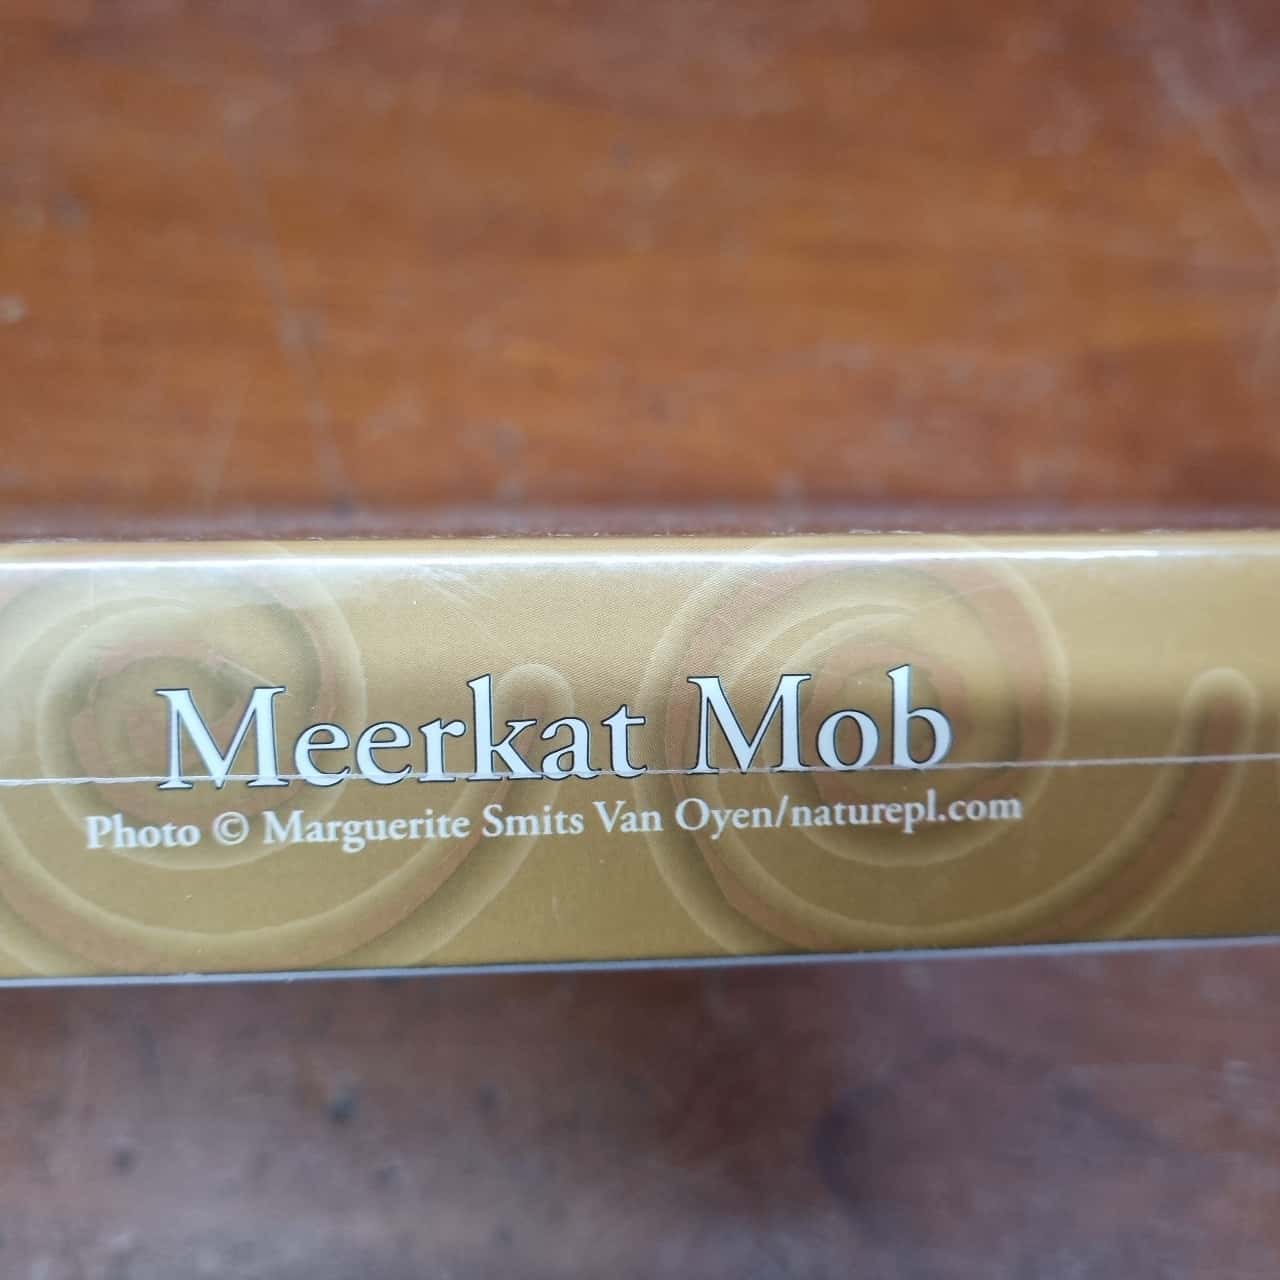 Meerkat Mob
Photo © Marguerite Smits Van Oyen/naturepl.com